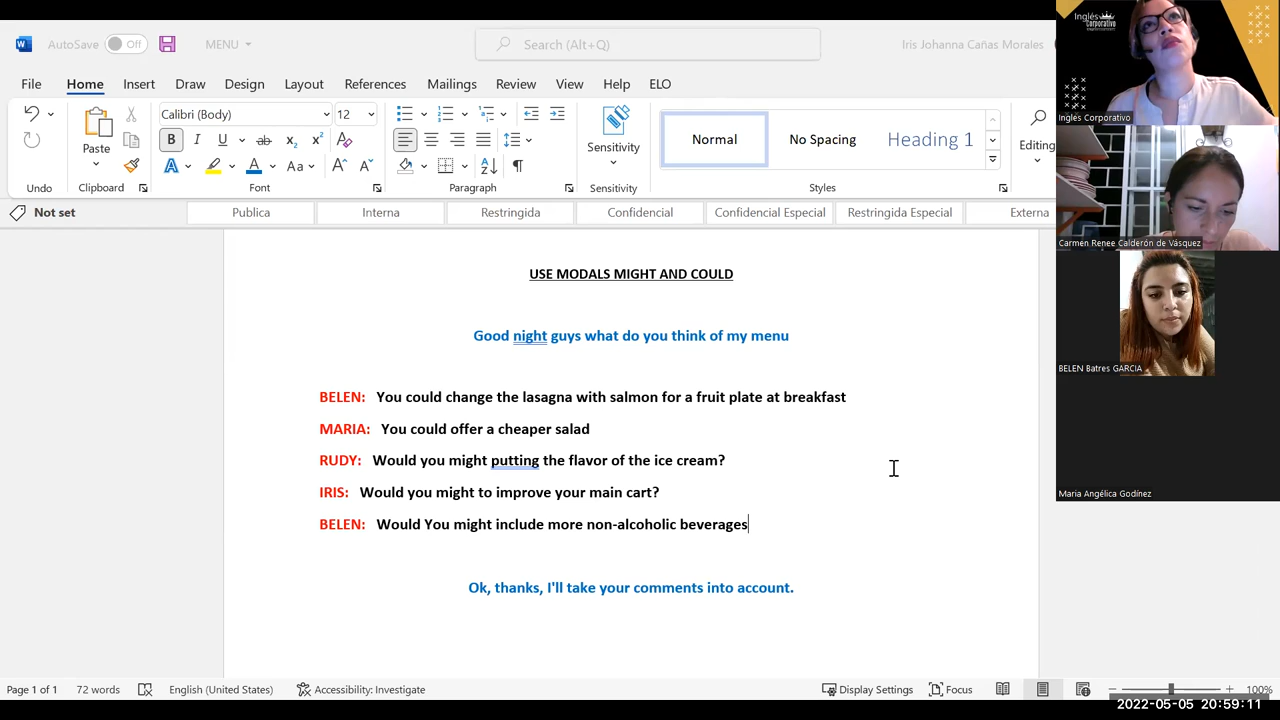 AutoSave Off MENU Search (Alt+Q) Iris Johanna Cañas Morales
File Home Insert Draw Design Layout References Mailings Review View Help ELO
Calibri (Body) 12
Paste Sensitivity Normal No Spacing Heading 1 Editing
Undo Clipboard Font Paragraph Sensitivity Styles
Not set Publica Interna Restringida Confidencial Confidencial Especial Restringida Especial Externa
USE MODALS MIGHT AND COULD
Good night guys what do you think of my menu
BELEN: You could change the lasagna with salmon for a fruit plate at breakfast
MARIA: You could offer a cheaper salad
RUDY: Would you might putting the flavor of the ice cream?
IRIS: Would you might to improve your main cart?
BELEN: Would You might include more non-alcoholic beverages
Ok, thanks, I'll take your comments into account.
Page 1 of 1 72 words English (United States) Accessibility: Investigate Display Settings Focus 100%
Inglés Corporativo
Inglés Corporativo
Carmen Renee Calderón de Vásquez
BELEN Batres GARCIA
Maria Angélica Godínez
2022-05-05 20:59:11